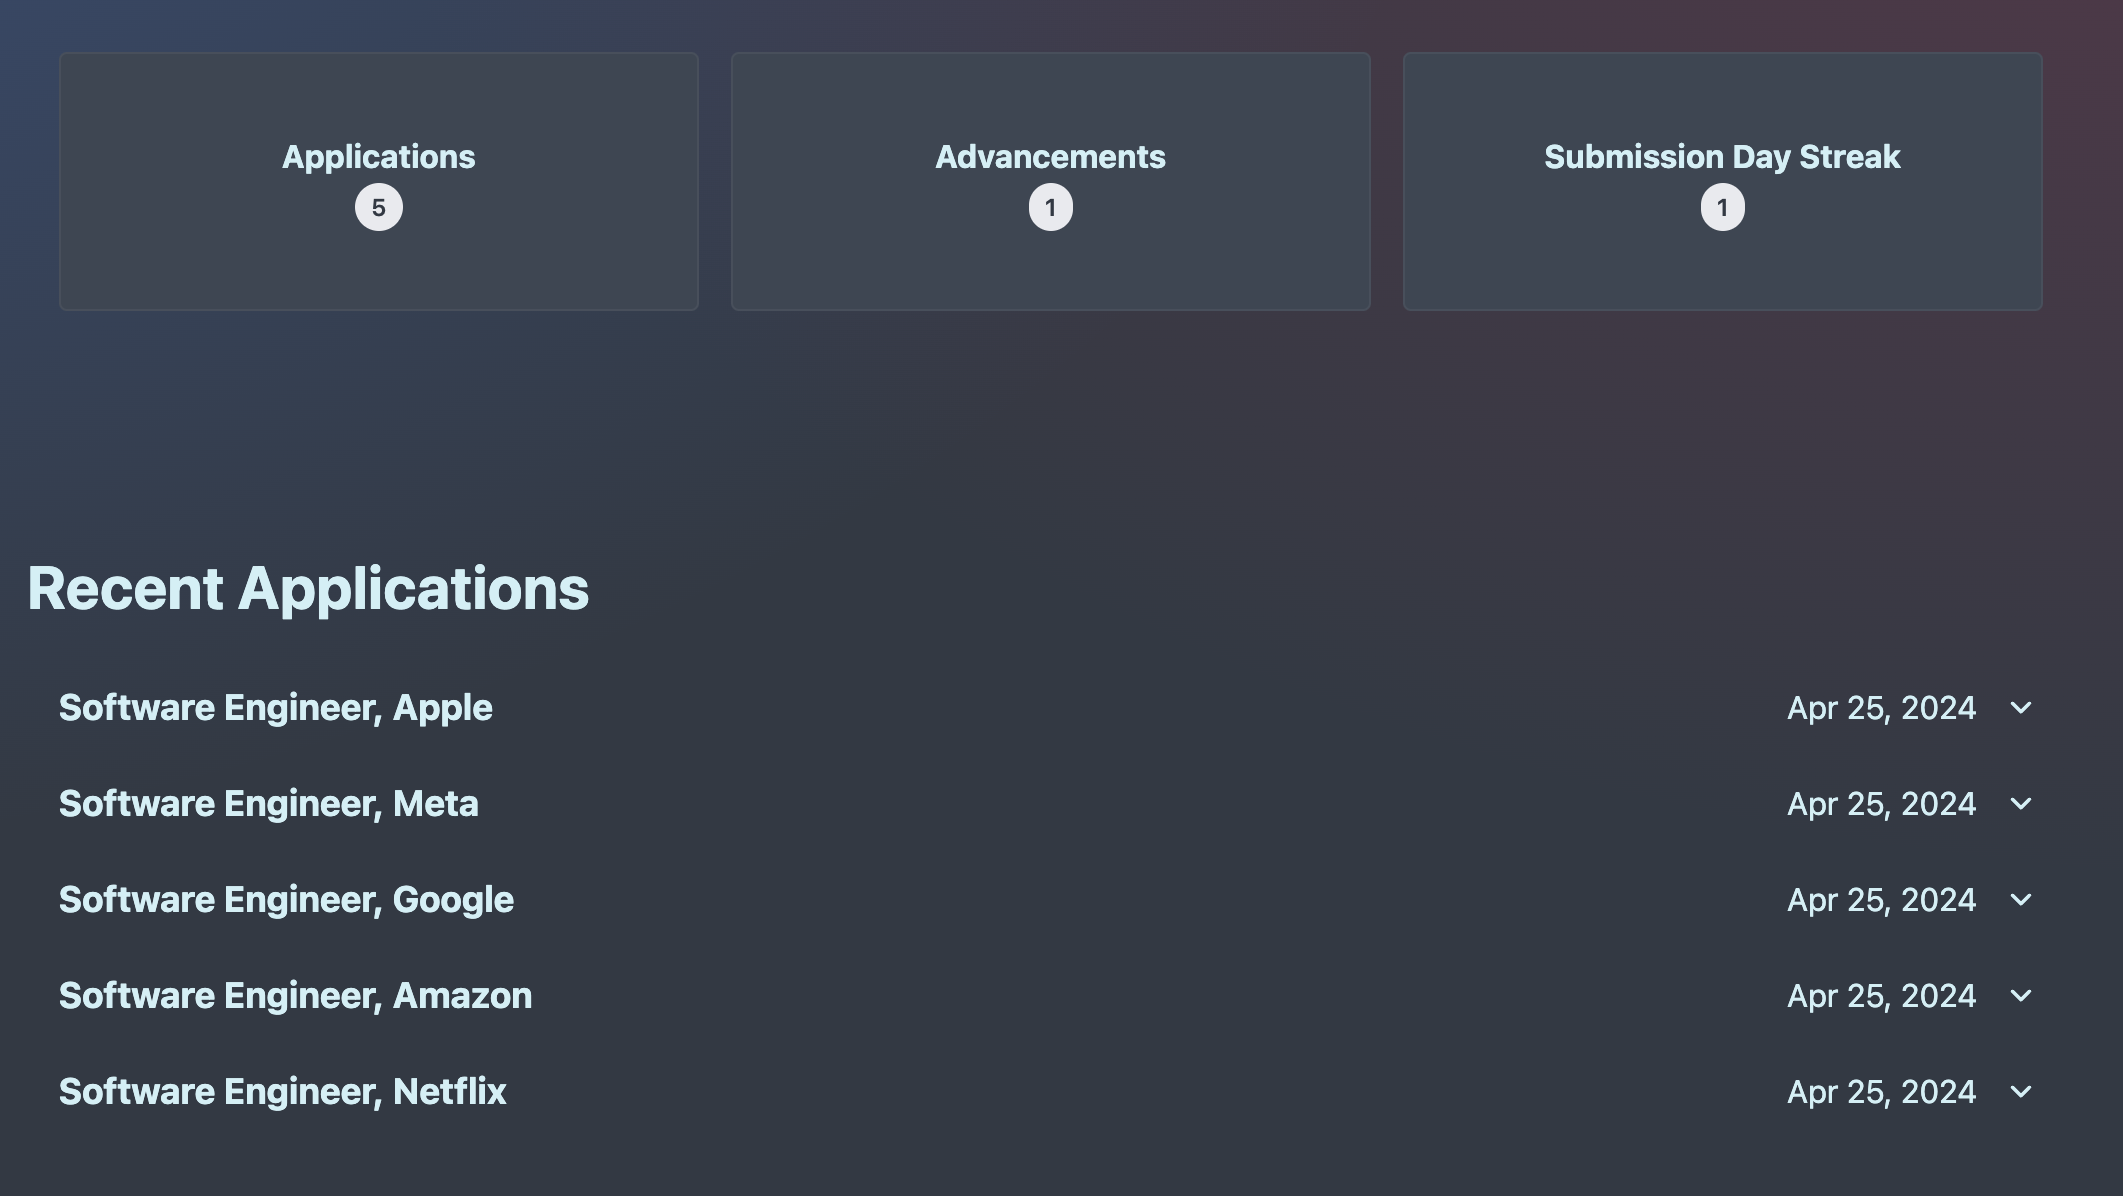 Applications
5
Advancements
1
Submission Day Streak
1
Recent Applications
Software Engineer, Apple
Apr 25, 2024
Software Engineer, Meta
Apr 25, 2024
Software Engineer, Google
Apr 25, 2024
Software Engineer, Amazon
Apr 25, 2024
Software Engineer, Netflix
Apr 25, 2024